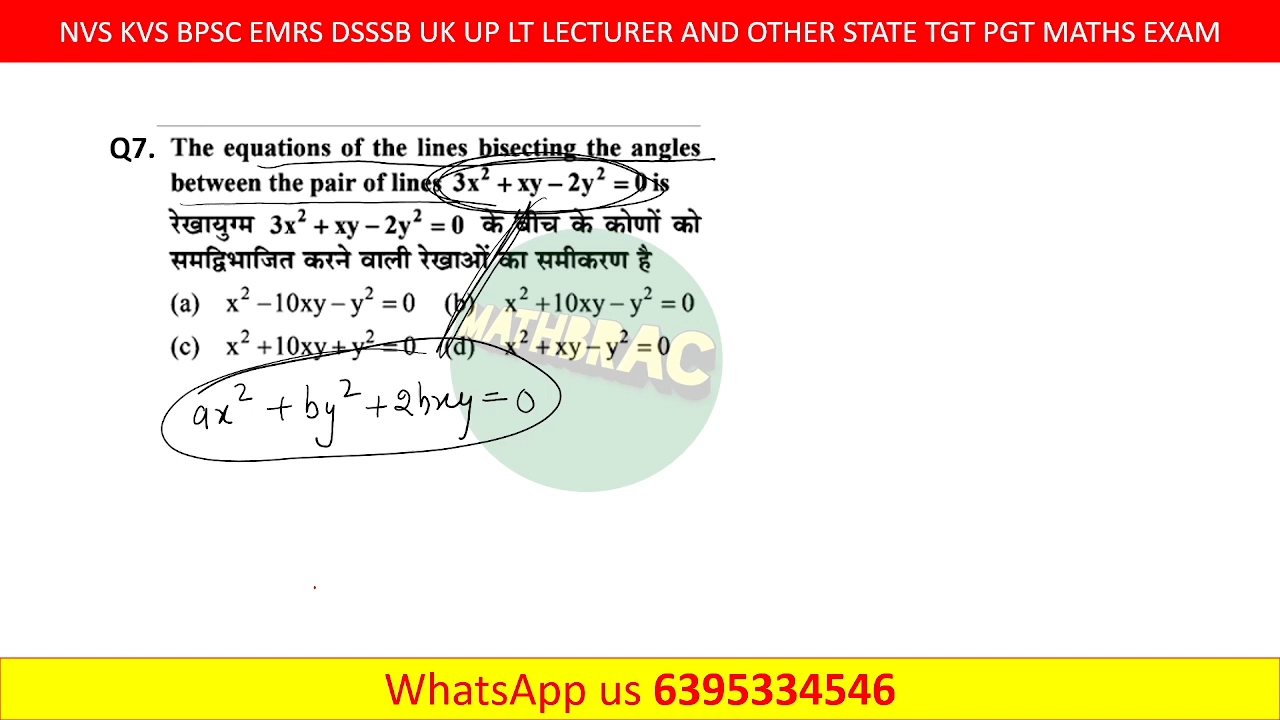 NVS KVS BPSC EMRS DSSSB UK UP LT LECTURER AND OTHER STATE TGT PGT MATHS EXAM
Q7. The equations of the lines bisecting the angles
between the pair of lines 3x² + xy – 2y² = 0 is
रेखायुग्म 3x² + xy – 2y² = 0 के बीच के कोणों को
समद्विभाजित करने वाली रेखाओं का समीकरण है
(a) x² –10xy – y² = 0 (b) x² +10xy – y² = 0
(c) x² +10xy + y² = 0 (d) x² + xy – y² = 0
MATHBRAC
ax² + by² + 2hxy = 0
WhatsApp us 6395334546